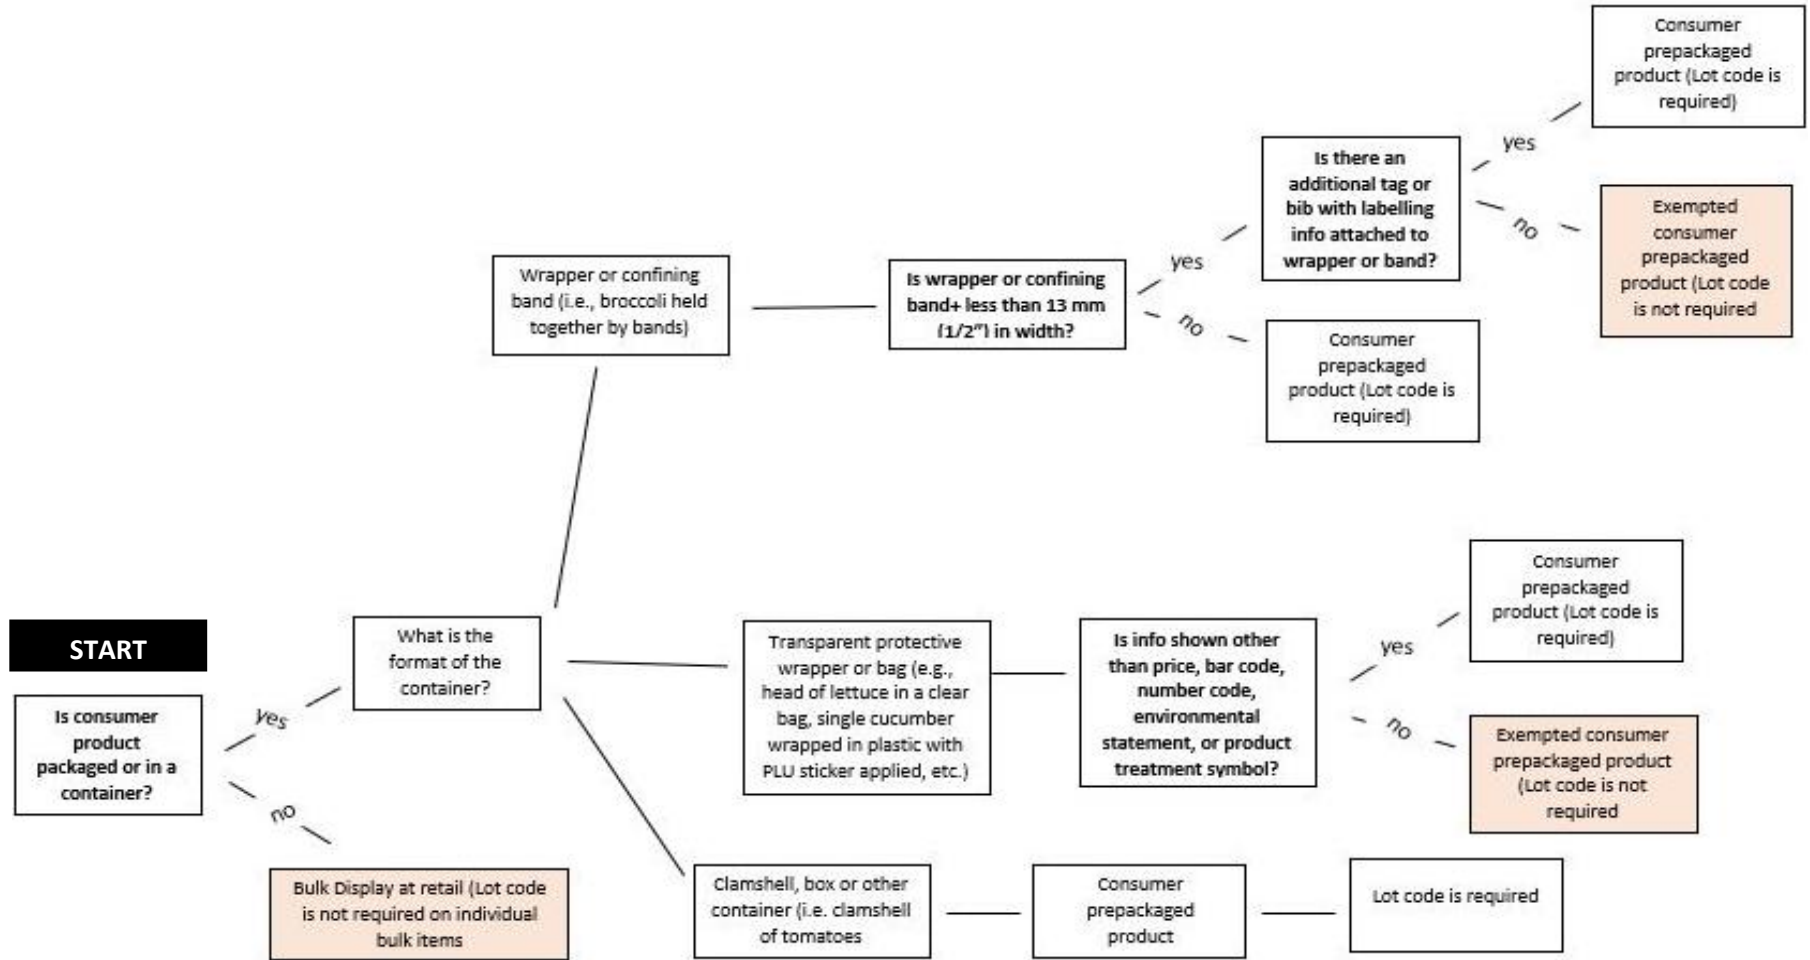 START
Is consumer
product
packaged or in a
container?
yes
no
Bulk Display at retail (Lot code
is not required on individual
bulk items
What is the
format of the
container?
Wrapper or confining
band (i.e., broccoli held
together by bands)
Is wrapper or confining
band+ less than 13 mm
(1/2") in width?
yes
no
Is there an
additional tag or
bib with labelling
info attached to
wrapper or band?
yes
no
Consumer
prepackaged
product (Lot code is
required)
Exempted
consumer
prepackaged
product (Lot code
is not required
Consumer
prepackaged
product (Lot code is
required)
Transparent protective
wrapper or bag (e.g.,
head of lettuce in a clear
bag, single cucumber
wrapped in plastic with
PLU sticker applied, etc.)
Is info shown other
than price, bar code,
number code,
environmental
statement, or product
treatment symbol?
yes
no
Consumer
prepackaged
product (Lot code is
required)
Exempted consumer
prepackaged product
(Lot code is not
required
Clamshell, box or other
container (i.e. clamshell
of tomatoes
Consumer
prepackaged
product
Lot code is required